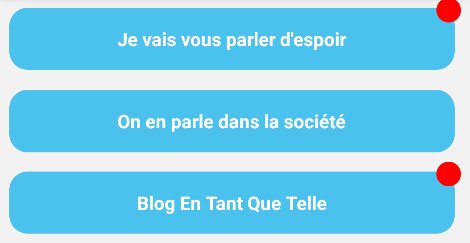 Je vais vous parler d'espoir
On en parle dans la société
Blog En Tant Que Telle